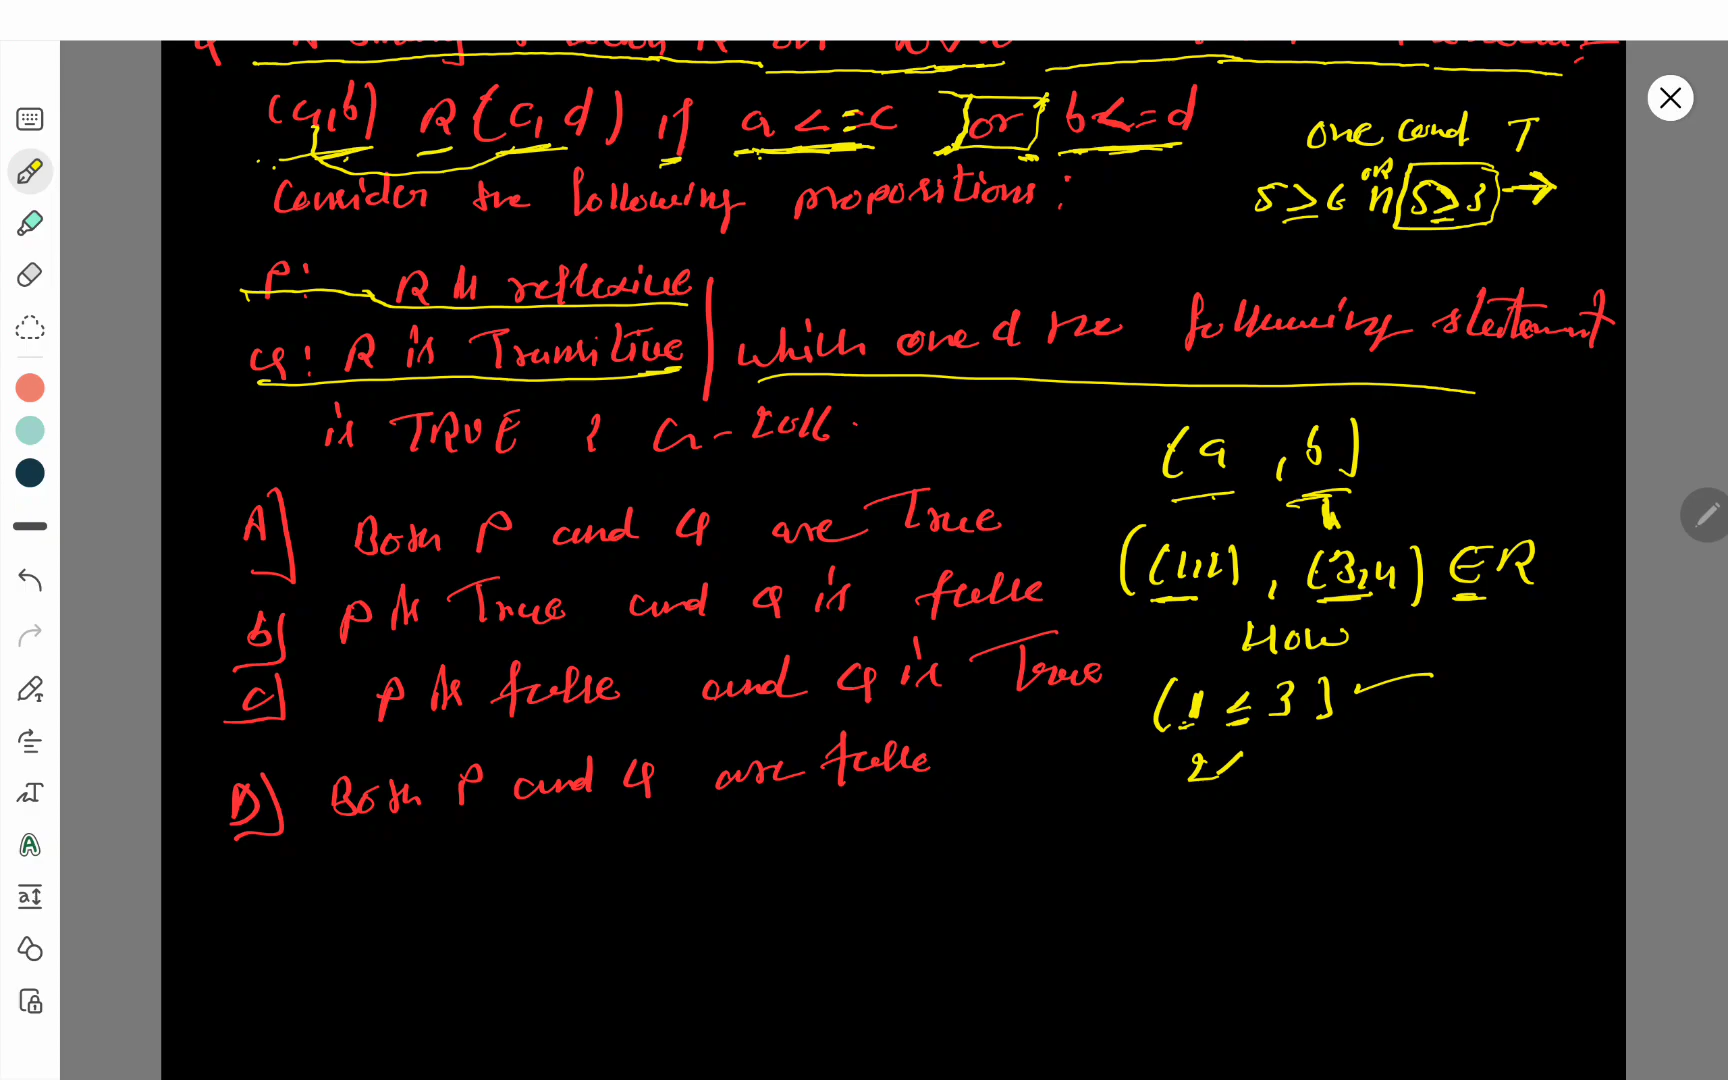 (a,b) R (c, d) if a <= c or b <= d
one cond T
Consider the following propositions :
5 ≥ 6 or 5 ≥ 3 →
P: R is reflexive
q: R is Transitive
which one of the following statement
is TRUE ?
(a , b)
A] Both P and q are True
((1,2) , (3,4) ∈ R
b] P is True and q is false
How
c] P is false and q is True
(1 ≤ 3)
D] Both P and q are false
2